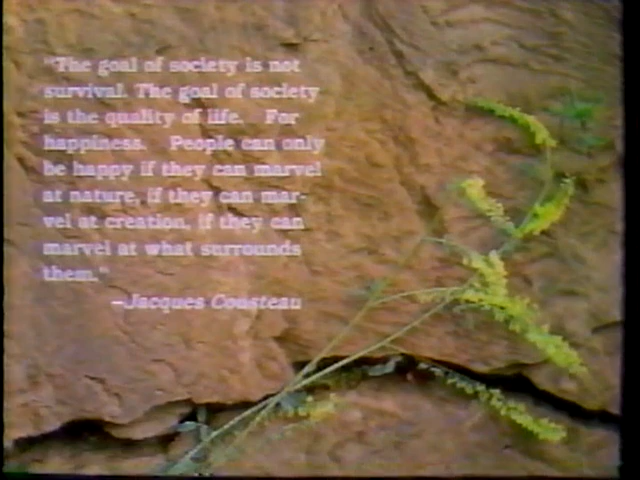 "The goal of society is not
survival. The goal of society
is the quality of life. For
happiness. People can only
be happy if they can marvel
at nature, if they can mar-
vel at creation, if they can
marvel at what surrounds
them."
—Jacques Cousteau